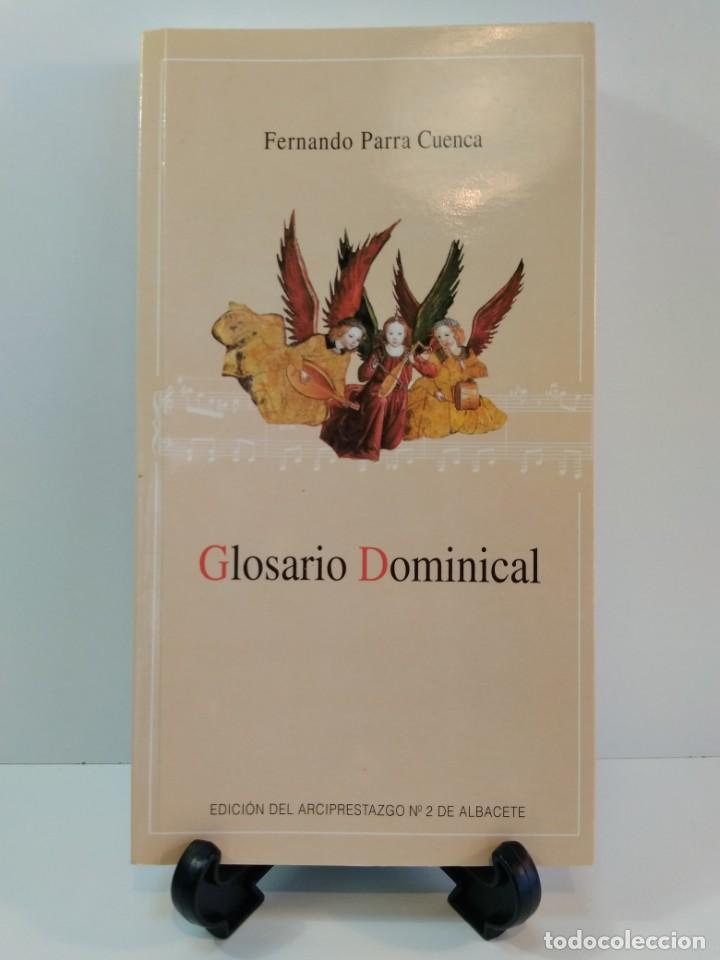 Fernando Parra Cuenca
Glosario Dominical
EDICIÓN DEL ARCIPRESTAZGO Nº 2 DE ALBACETE
todocoleccion